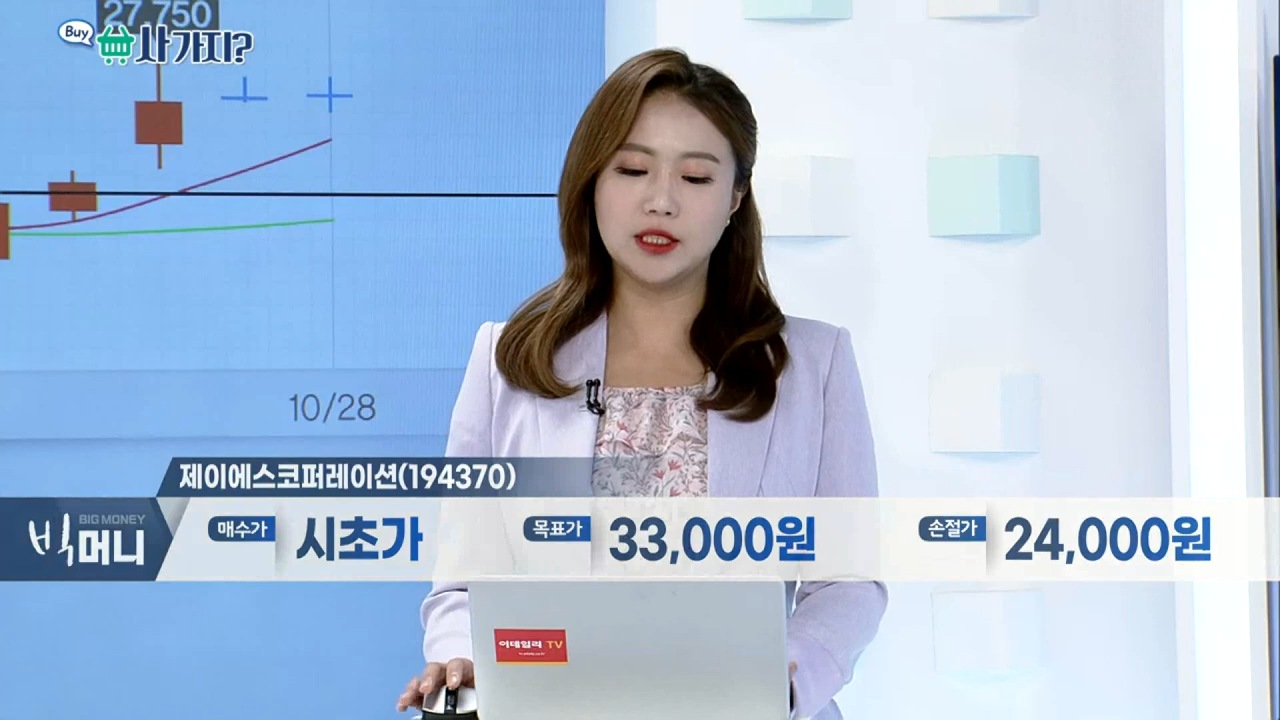 27,750
Buy
사가지?
10/28
제이에스코퍼레이션(194370)
빅머니
BIG MONEY
매수가 시초가 목표가 33,000원 손절가 24,000원
이데일리 TV